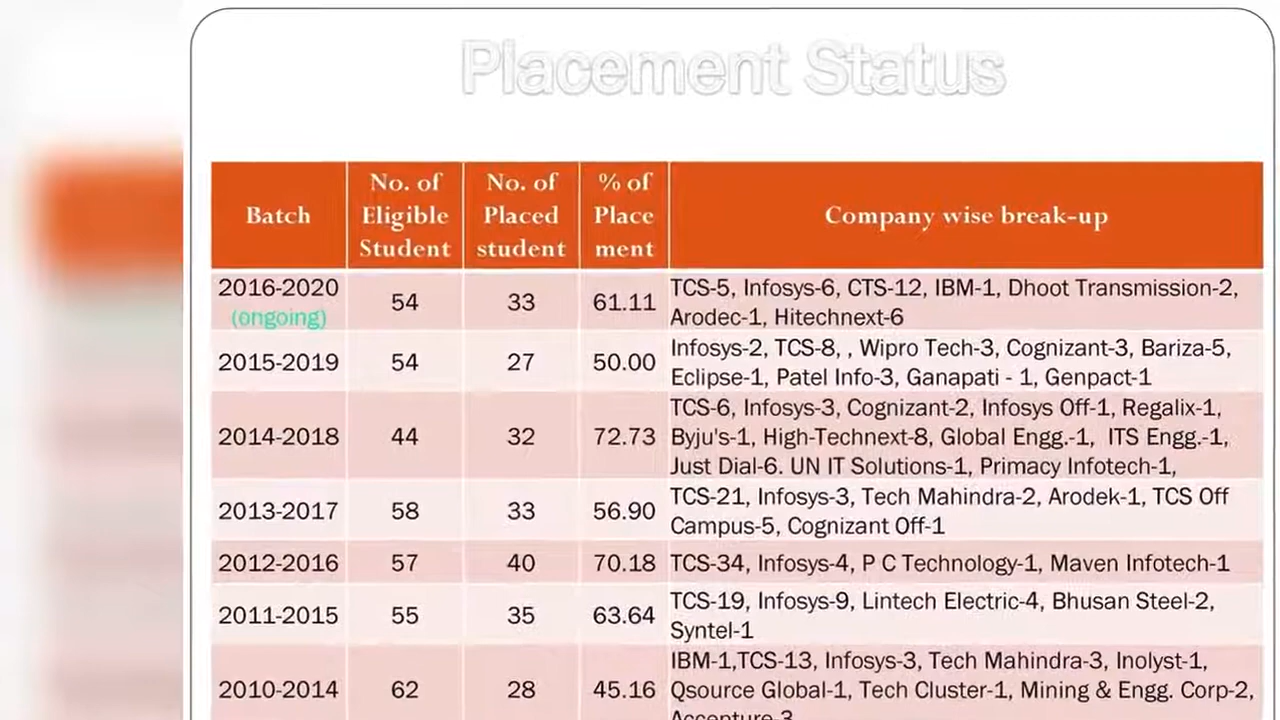 Placement Status
Batch
No. of
Eligible
Student
No. of
Placed
student
% of
Place
ment
Company wise break-up
2016-2020
(ongoing)
54
33
61.11
TCS-5, Infosys-6, CTS-12, IBM-1, Dhoot Transmission-2,
Arodec-1, Hitechnext-6
2015-2019
54
27
50.00
Infosys-2, TCS-8, , Wipro Tech-3, Cognizant-3, Bariza-5,
Eclipse-1, Patel Info-3, Ganapati - 1, Genpact-1
2014-2018
44
32
72.73
TCS-6, Infosys-3, Cognizant-2, Infosys Off-1, Regalix-1,
Byju's-1, High-Technext-8, Global Engg.-1, ITS Engg.-1,
Just Dial-6. UN IT Solutions-1, Primacy Infotech-1,
2013-2017
58
33
56.90
TCS-21, Infosys-3, Tech Mahindra-2, Arodek-1, TCS Off
Campus-5, Cognizant Off-1
2012-2016
57
40
70.18
TCS-34, Infosys-4, P C Technology-1, Maven Infotech-1
2011-2015
55
35
63.64
TCS-19, Infosys-9, Lintech Electric-4, Bhusan Steel-2,
Syntel-1
2010-2014
62
28
45.16
IBM-1,TCS-13, Infosys-3, Tech Mahindra-3, Inolyst-1,
Qsource Global-1, Tech Cluster-1, Mining & Engg. Corp-2,
Accenture-3